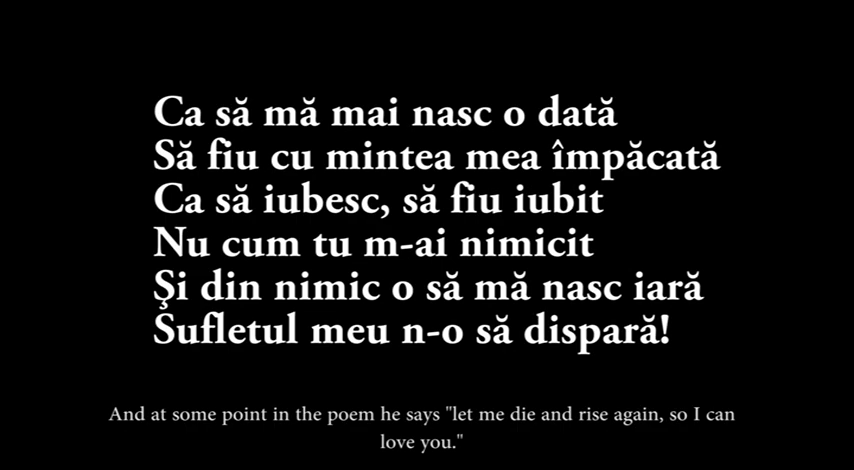 Ca să mă mai nasc o dată
Să fiu cu mintea mea împăcată
Ca să iubesc, să fiu iubit
Nu cum tu m-ai nimicit
Şi din nimic o să mă nasc iară
Sufletul meu n-o să dispară!
And at some point in the poem he says "let me die and rise again, so I can
love you."